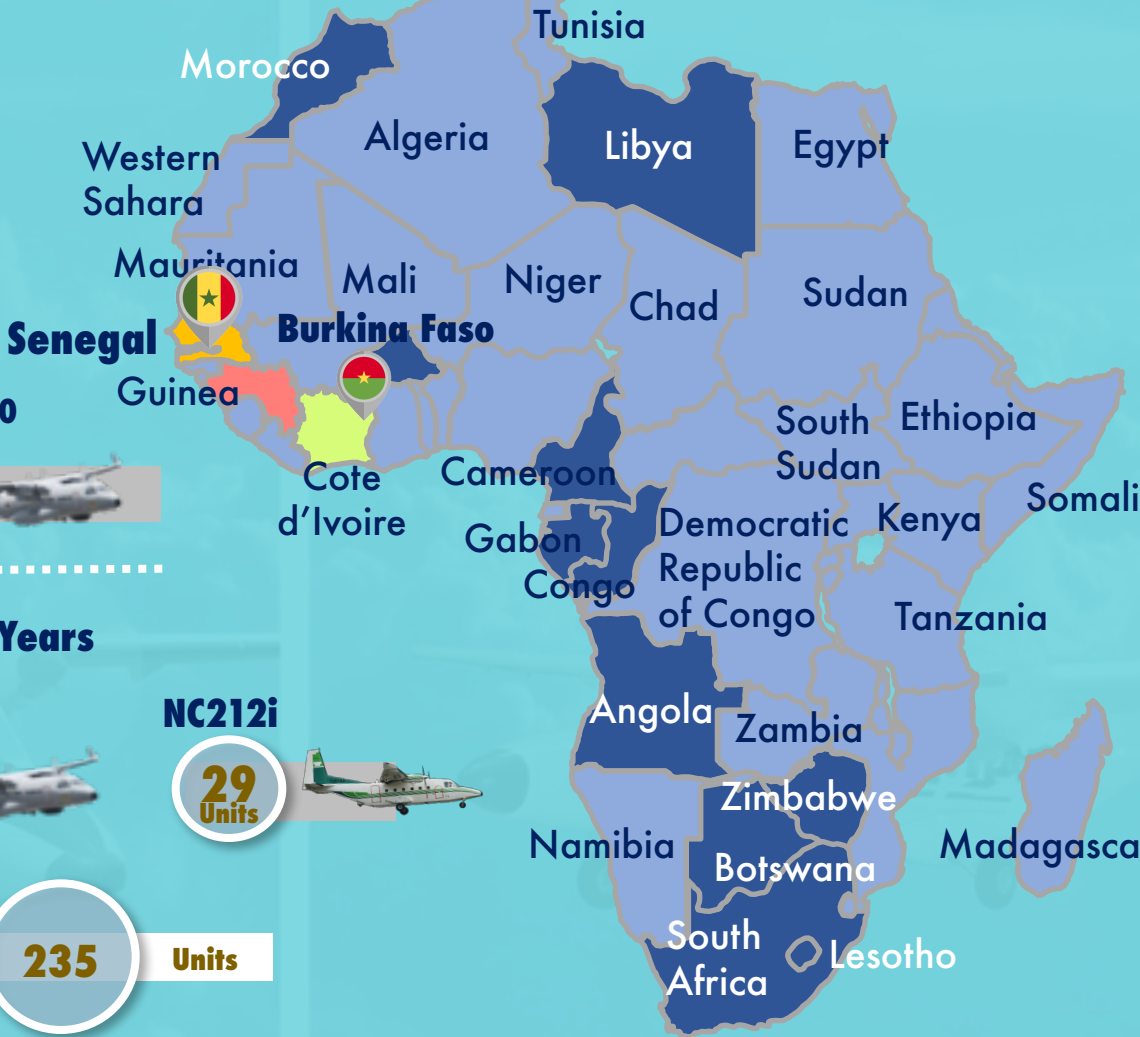 Tunisia
Morocco
Algeria
Libya
Egypt
Western
Sahara
Mauritania
Mali
Niger
Chad
Sudan
Senegal
Burkina Faso
Guinea
0
South
Sudan
Ethiopia
Cote
d’Ivoire
Cameroon
Somali
Gabon
Congo
Democratic
Republic
of Congo
Kenya
Years
Tanzania
NC212i
29
Units
Angola
Zambia
Zimbabwe
Namibia
Botswana
Madagasca
235
Units
South
Africa
Lesotho